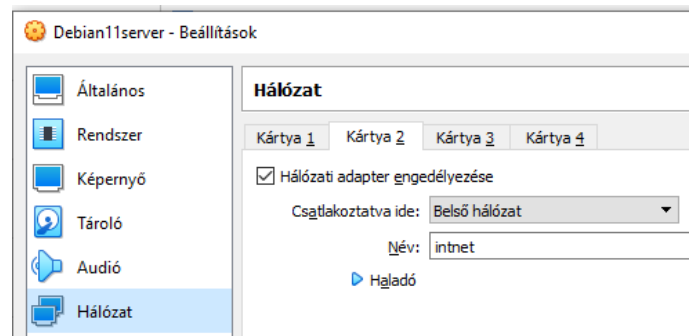 Debian11server - Beállítások
Általános
Rendszer
Képernyő
Tároló
Audió
Hálózat
Hálózat
Kártya 1 Kártya 2 Kártya 3 Kártya 4
Hálózati adapter engedélyezése
Csatlakoztatva ide: Belső hálózat
Név: intnet
Haladó